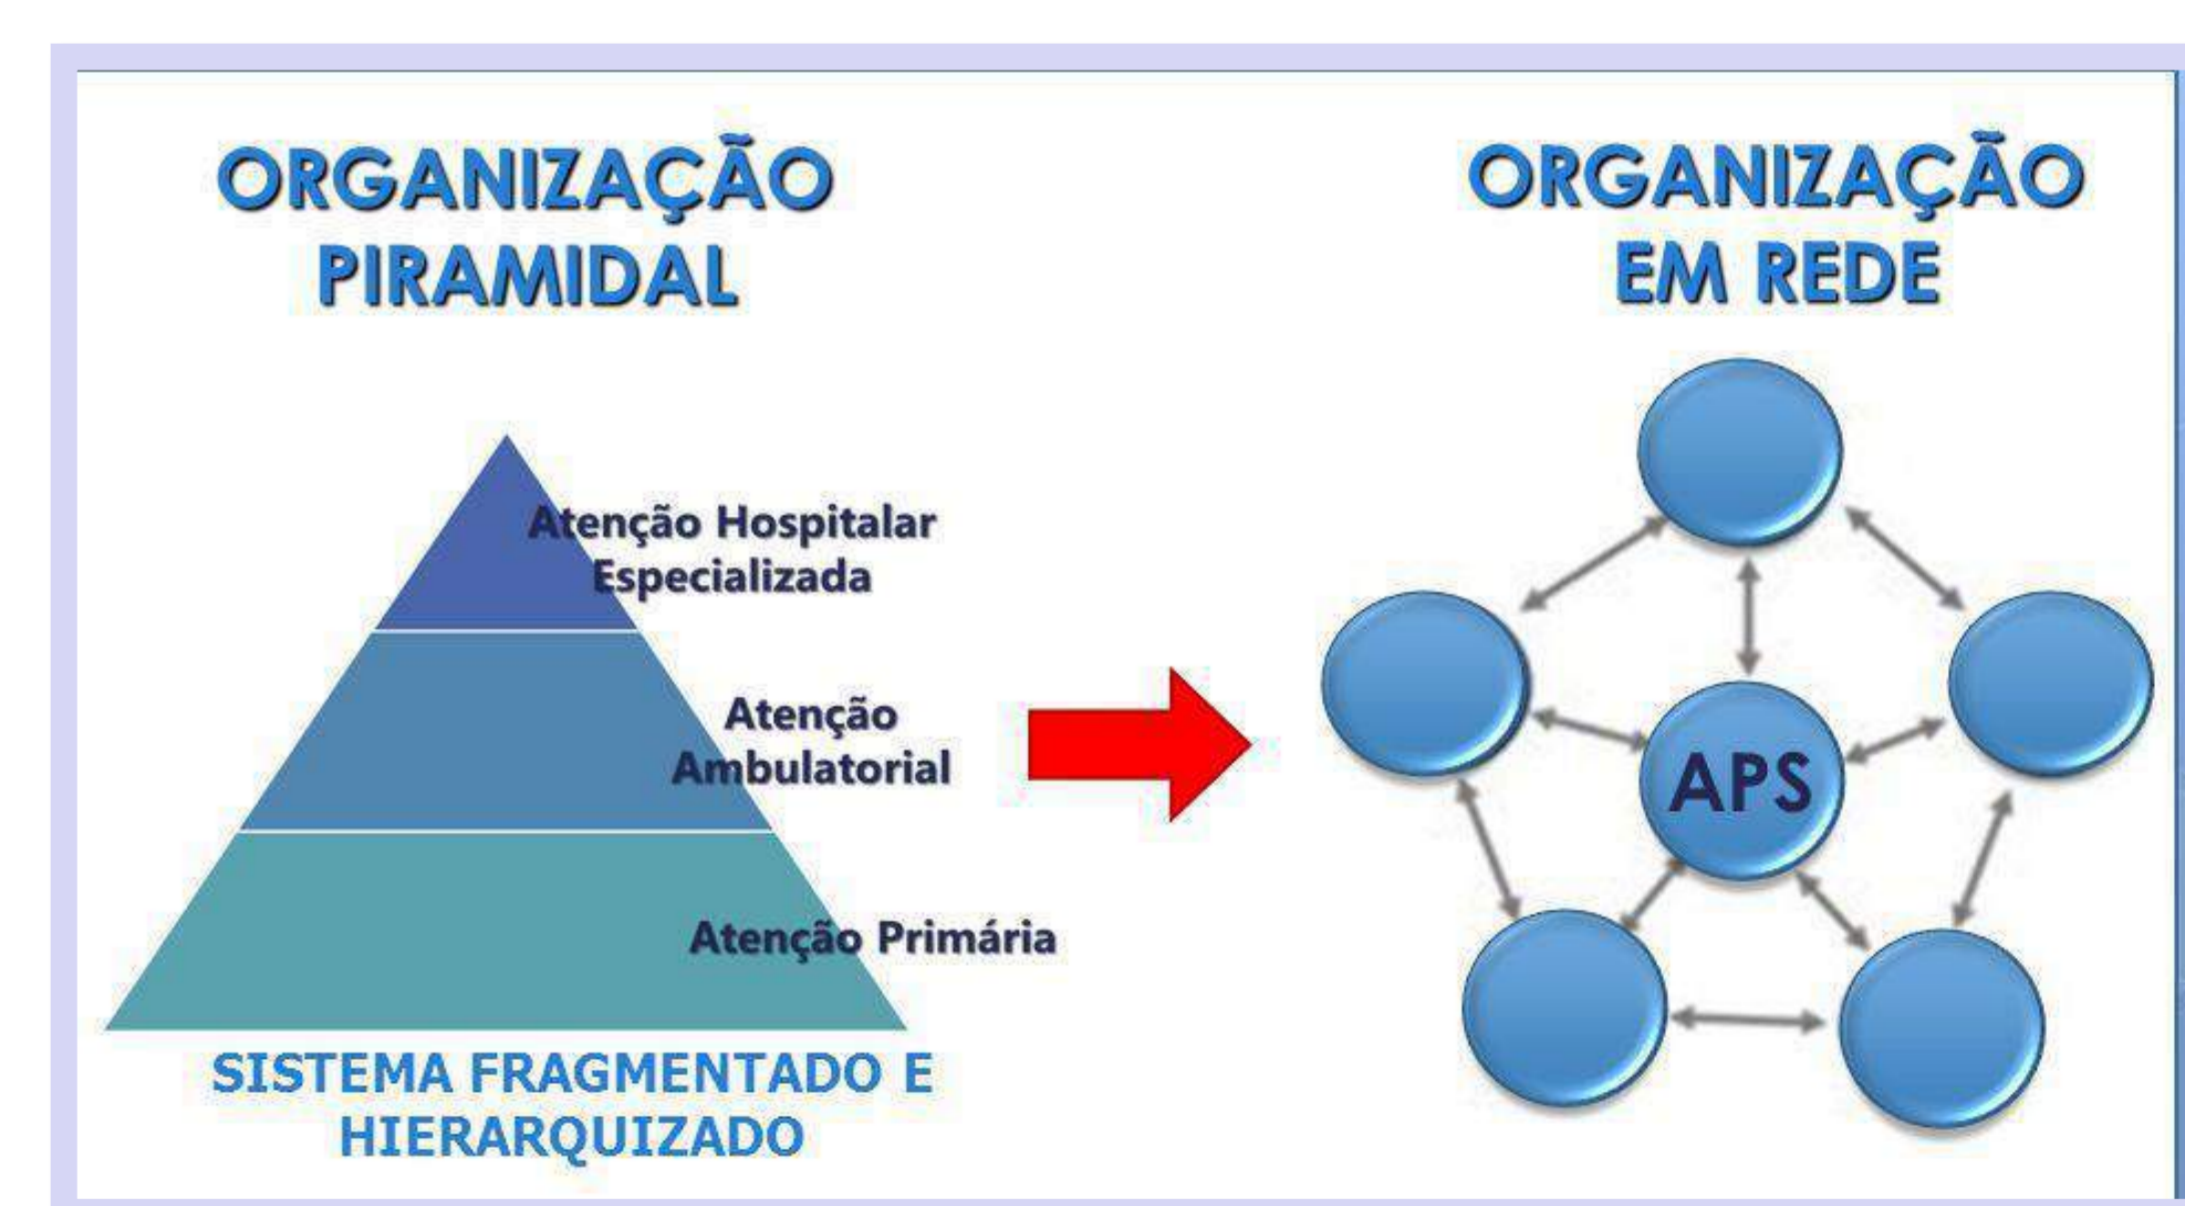 ORGANIZAÇÃO
PIRAMIDAL
Atenção Hospitalar
Especializada
Atenção
Ambulatorial
Atenção Primária
SISTEMA FRAGMENTADO E
HIERARQUIZADO
ORGANIZAÇÃO
EM REDE
APS